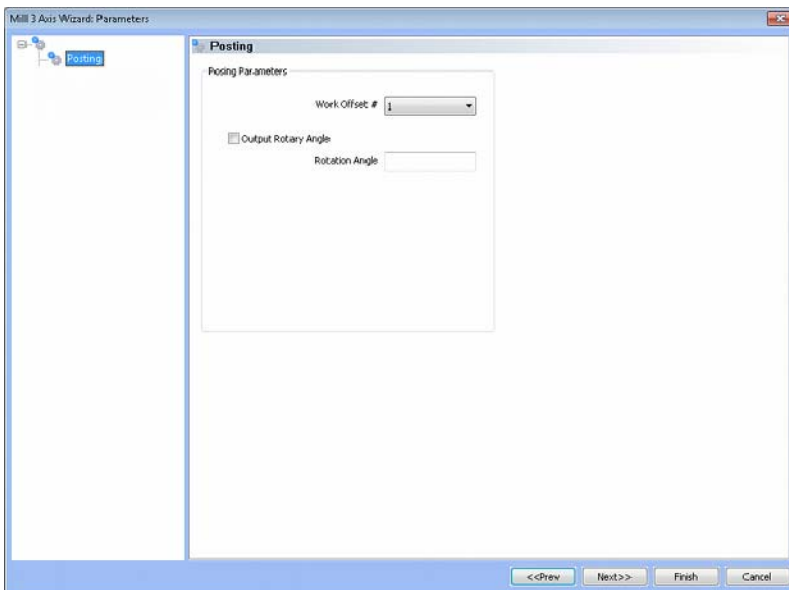 Mill 3 Axis Wizard: Parameters
Posting
Posting
Posing Parameters
Work Offset #
1
Output Rotary Angle
Rotation Angle
<<Prev
Next>>
Finish
Cancel